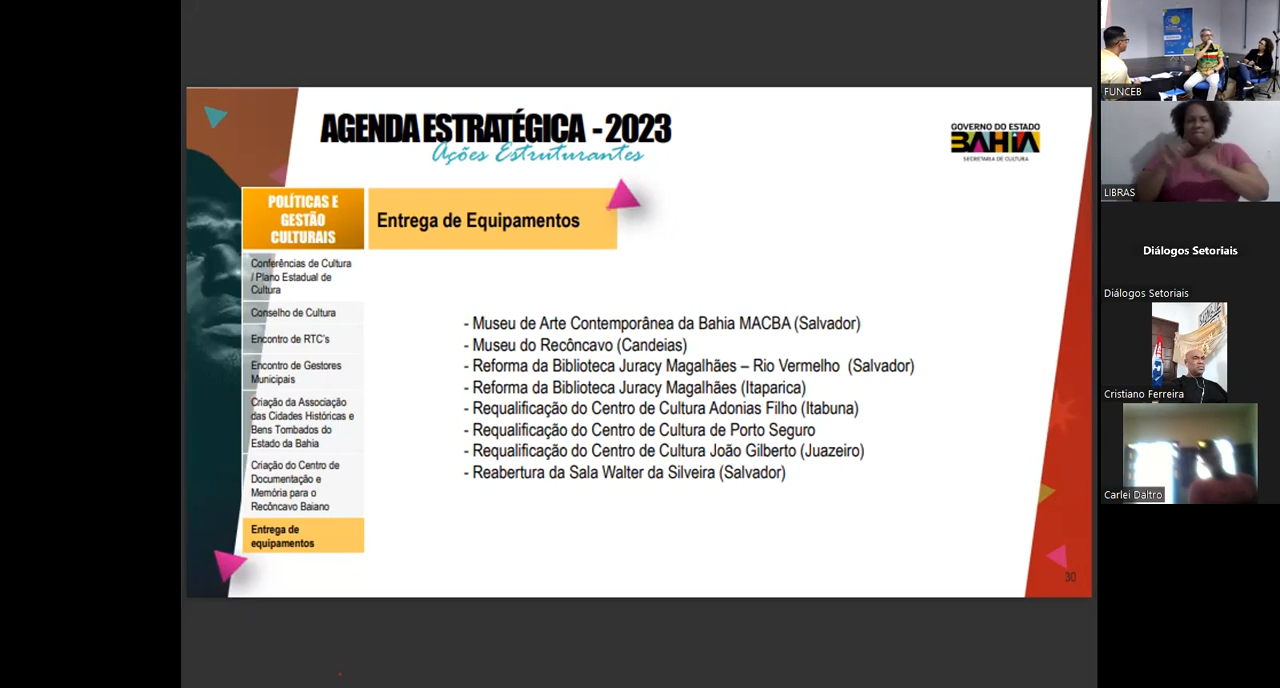 AGENDA ESTRATÉGICA - 2023
Ações Estruturantes
GOVERNO DO ESTADO
BAHIA
SECRETARIA DE CULTURA
POLÍTICAS E
GESTÃO
CULTURAIS
Entrega de Equipamentos
Conferências de Cultura
/ Plano Estadual de
Cultura
Conselho de Cultura
Encontro de RTC's
Encontro de Gestores
Municipais
Criação da Associação
das Cidades Históricas e
Bens Tombados do
Estado da Bahia
Criação do Centro de
Documentação e
Memória para o
Recôncavo Baiano
Entrega de
equipamentos
- Museu de Arte Contemporânea da Bahia MACBA (Salvador)
- Museu do Recôncavo (Candeias)
- Reforma da Biblioteca Juracy Magalhães – Rio Vermelho (Salvador)
- Reforma da Biblioteca Juracy Magalhães (Itaparica)
- Requalificação do Centro de Cultura Adonias Filho (Itabuna)
- Requalificação do Centro de Cultura de Porto Seguro
- Requalificação do Centro de Cultura João Gilberto (Juazeiro)
- Reabertura da Sala Walter da Silveira (Salvador)
30
FUNCEB
LIBRAS
Diálogos Setoriais
Diálogos Setoriais
Cristiano Ferreira
Carlei Daltro